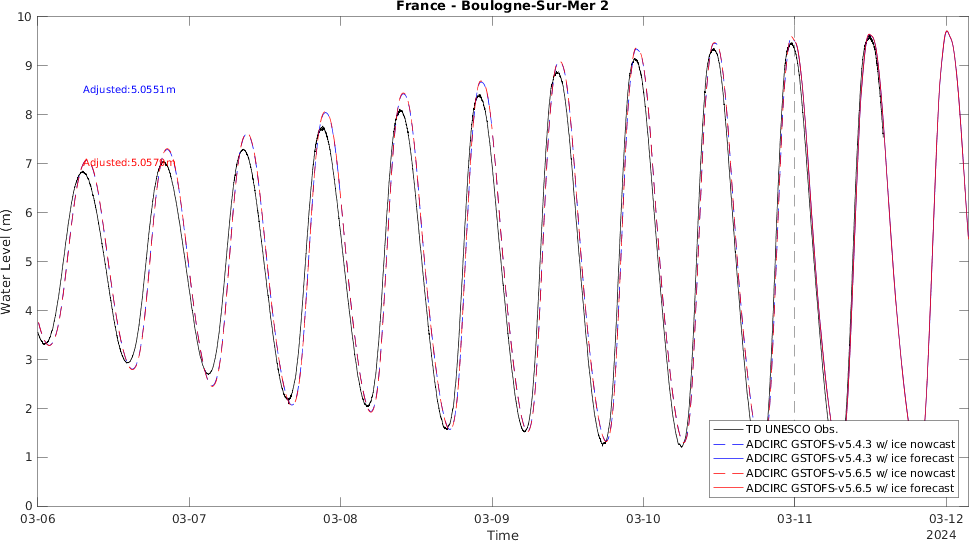 France - Boulogne-Sur-Mer 2
10
9
8
7
6
5
4
3
2
1
0
Water Level (m)
Adjusted:5.0551m
Adjusted:5.0578m
TD UNESCO Obs.
ADCIRC GSTOFS-v5.4.3 w/ ice nowcast
ADCIRC GSTOFS-v5.4.3 w/ ice forecast
ADCIRC GSTOFS-v5.6.5 w/ ice nowcast
ADCIRC GSTOFS-v5.6.5 w/ ice forecast
03-06
03-07
03-08
03-09
03-10
03-11
03-12
2024
Time